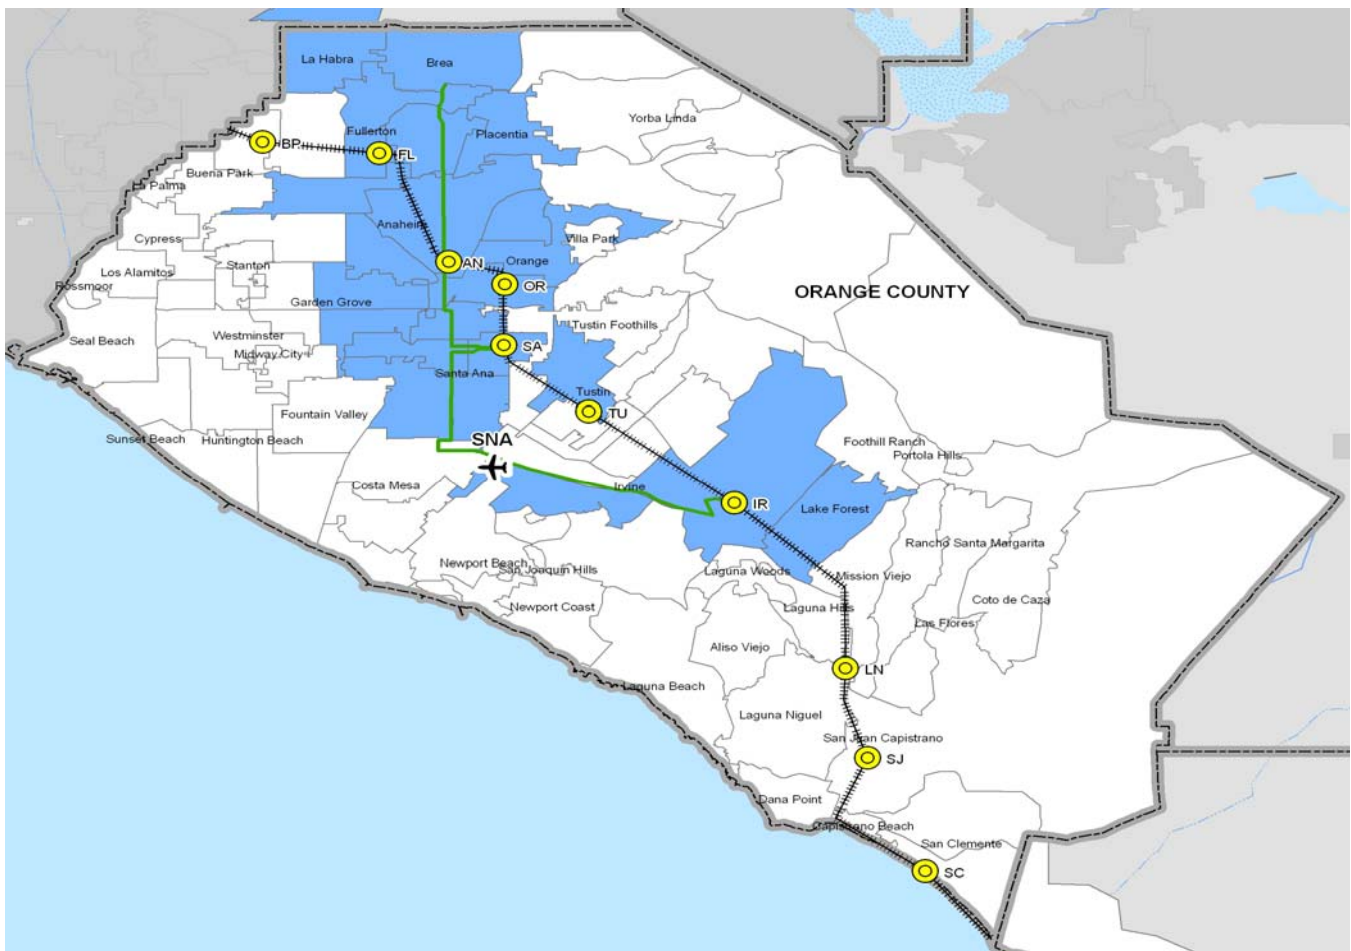 La Habra
Brea
Yorba Linda
Fullerton
Placentia
BP
FL
Buena Park
La Palma
Anaheim
Cypress
Villa Park
Orange
AN
Stanton
Los Alamitos
Rossmoor
OR
ORANGE COUNTY
Garden Grove
Tustin Foothills
Westminster
Seal Beach
SA
Midway City
Santa Ana
Tustin
Fountain Valley
TU
SNA
Sunset Beach
Huntington Beach
Foothill Ranch
Portola Hills
Costa Mesa
Irvine
IR
Lake Forest
Rancho Santa Margarita
Newport Beach
San Joaquin Hills
Laguna Woods
Mission Viejo
Coto de Caza
Newport Coast
Laguna Hills
Las Flores
Aliso Viejo
LN
Laguna Beach
Laguna Niguel
San Juan Capistrano
SJ
Dana Point
Capistrano Beach
San Clemente
SC